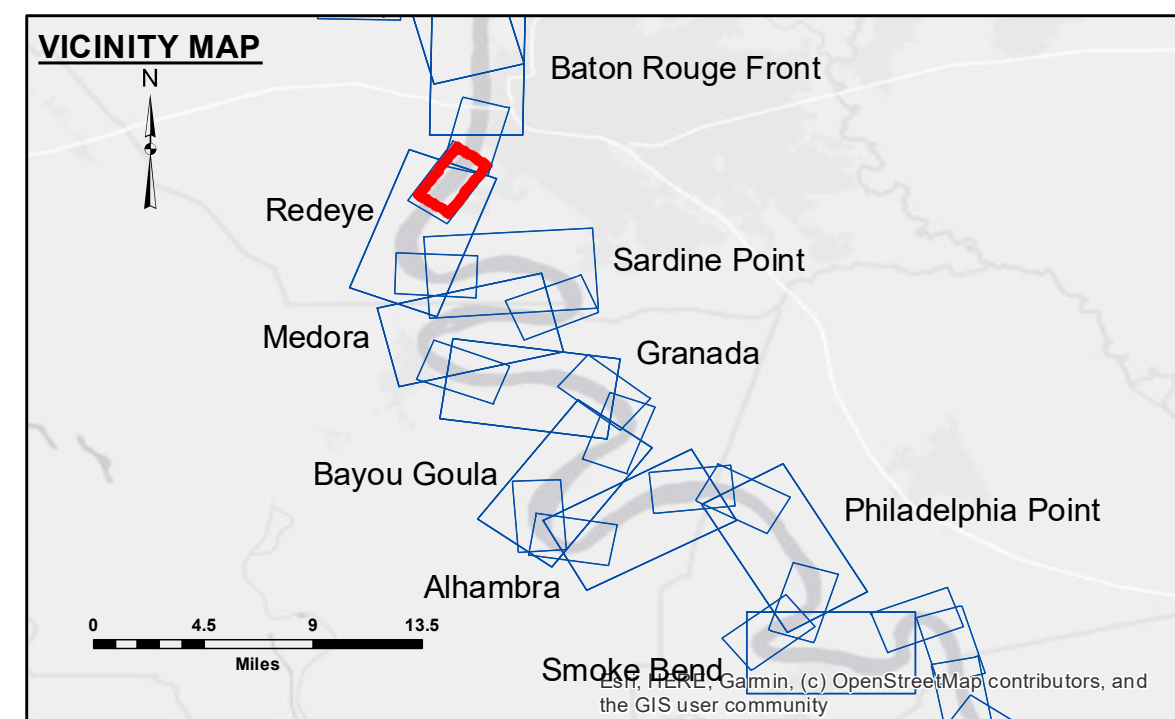 VICINITY MAP
N
Baton Rouge Front
Redeye
Sardine Point
Medora
Granada
Bayou Goula
Philadelphia Point
Alhambra
0 4.5 9 13.5
Miles
Smoke Bend
Esri, HERE, Garmin, (c) OpenStreetMap contributors, and
the GIS user community